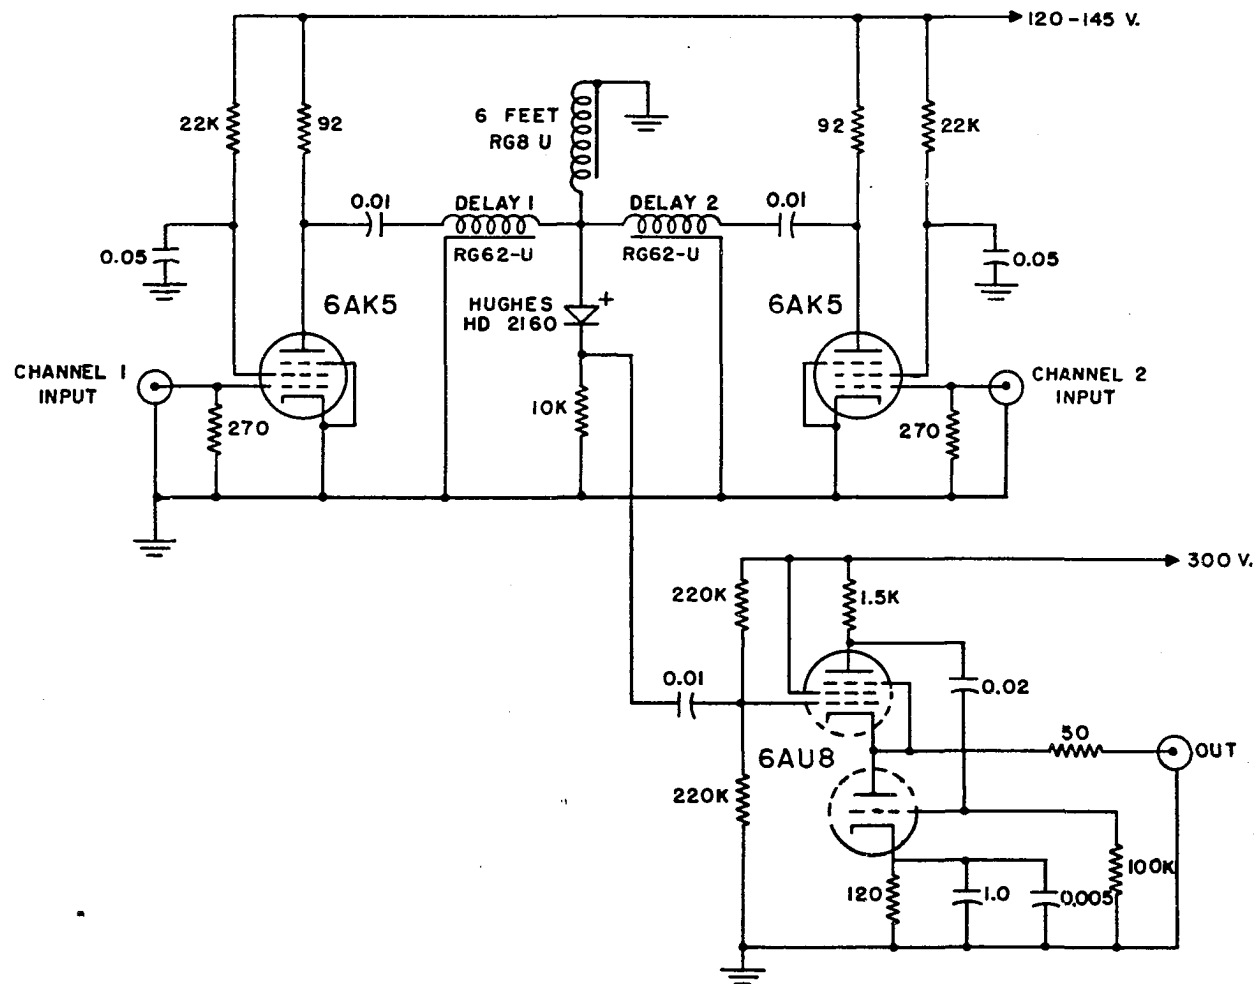 120-145 V.
22K
92
6 FEET
RG8 U
92
22K
0.01
DELAY 1
DELAY 2
0.01
0.05
RG62-U
RG62-U
0.05
6AK5
HUGHES
HD 2160
+
6AK5
CHANNEL 1
INPUT
CHANNEL 2
INPUT
270
10K
270
300 V.
220K
1.5K
0.01
0.02
50
OUT
6AU8
220K
100K
120
1.0
0.005